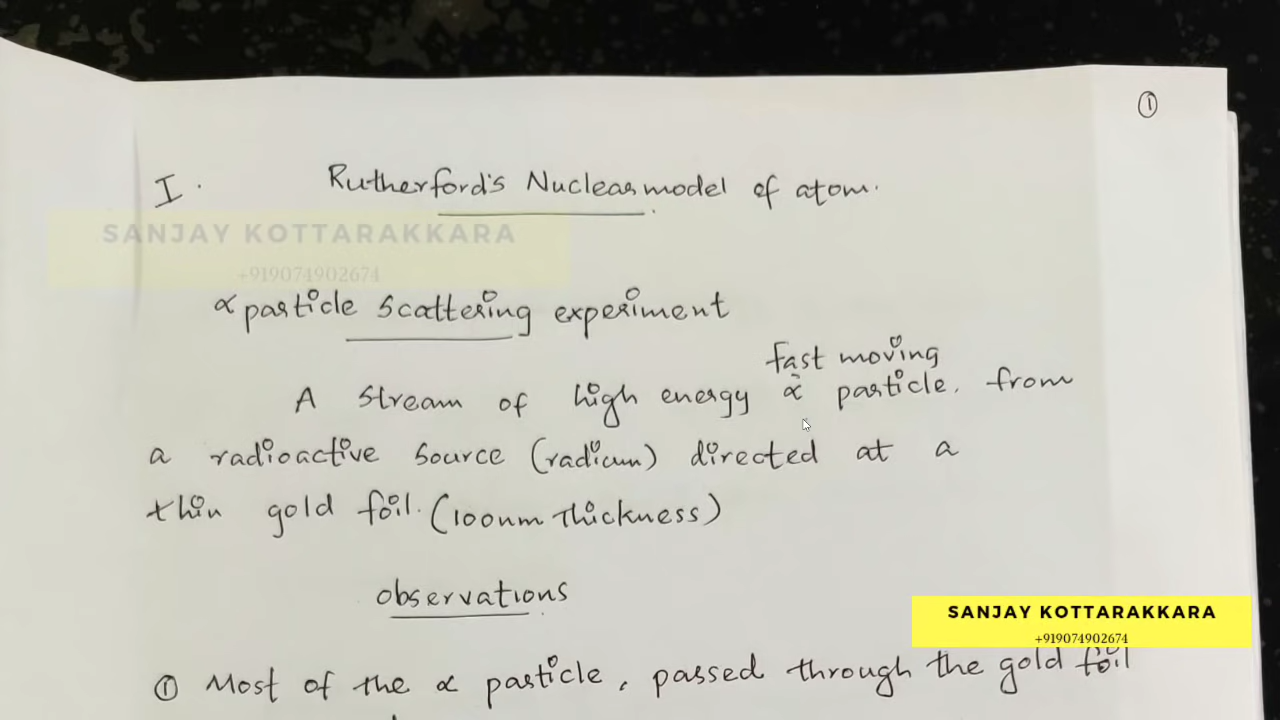 ①
I. Rutherford's Nuclear model of atom.
SANJAY KOTTARAKKARA
+919074902674
α particle scattering experiment
fast moving
A stream of high energy α particle. from
a radioactive source (radium) directed at a
thin gold foil. (100nm thickness)
observations
SANJAY KOTTARAKKARA
+919074902674
① Most of the α particle, passed through the gold foil